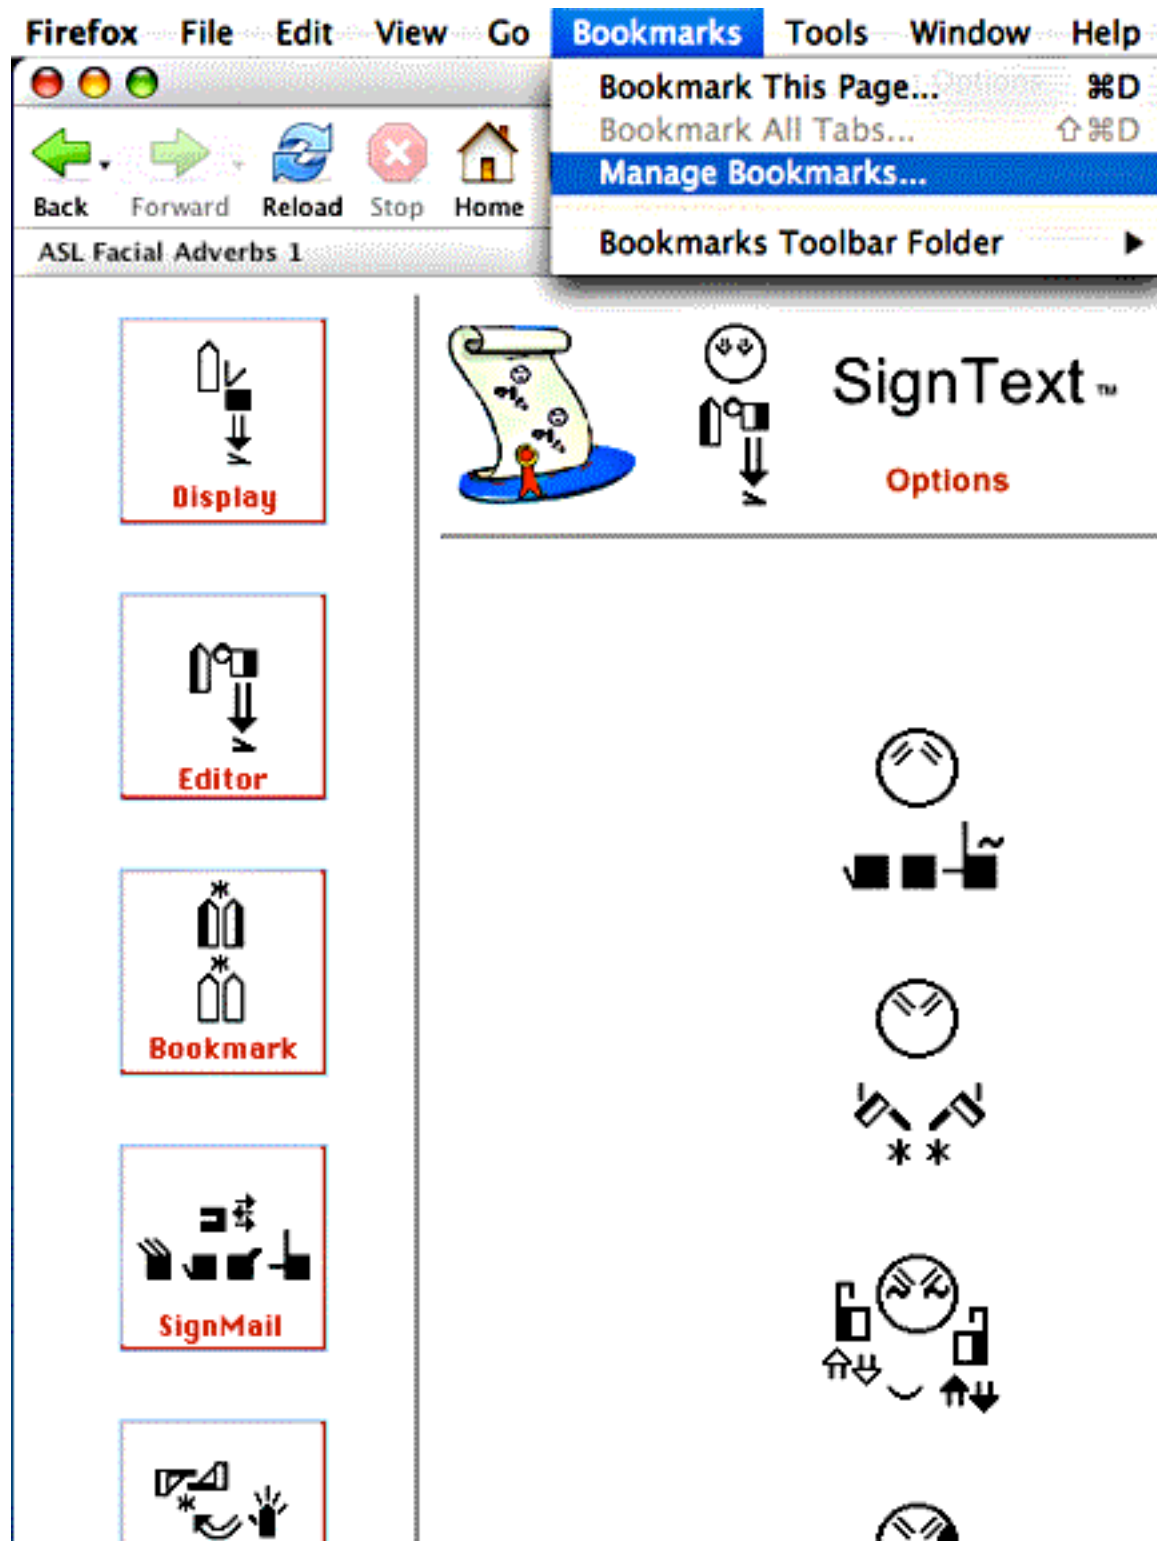 Firefox File Edit View Go Bookmarks Tools Window Help
Bookmark This Page... ⌘D
Bookmark All Tabs... ⇧⌘D
Manage Bookmarks...
Bookmarks Toolbar Folder ▶
Back Forward Reload Stop Home
ASL Facial Adverbs 1
SignText™
Options
Display
Editor
Bookmark
SignMail